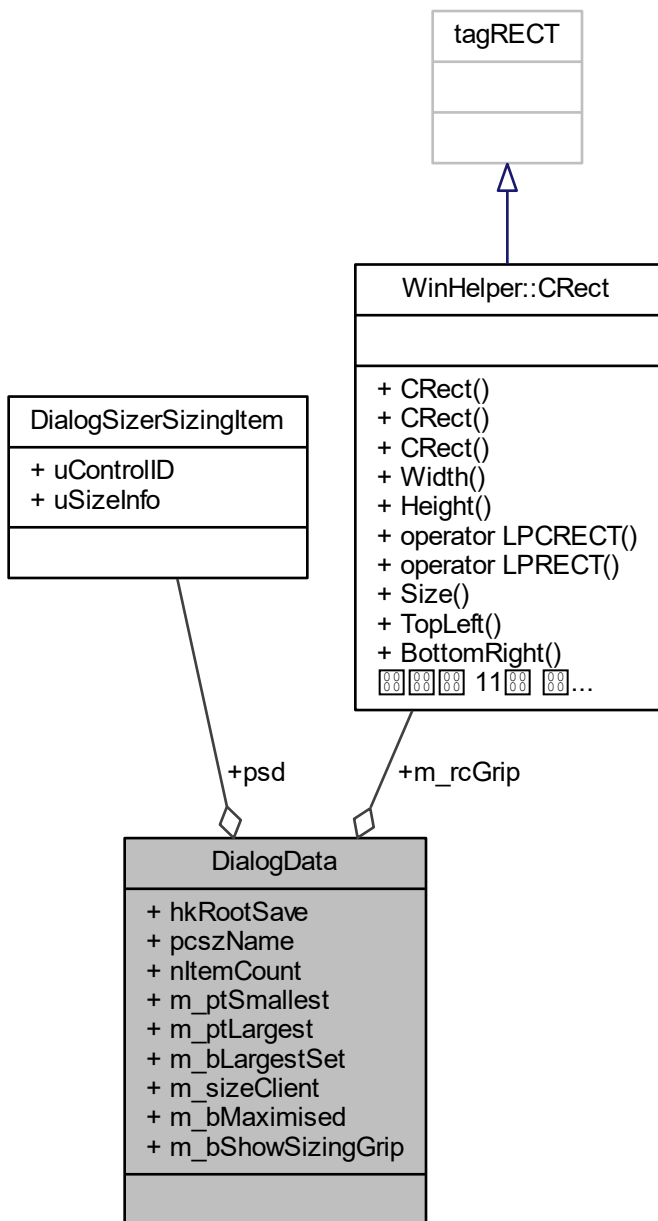 tagRECT
WinHelper::CRect
+ CRect()
+ CRect()
+ CRect()
+ Width()
+ Height()
+ operator LPCRECT()
+ operator LPRECT()
+ Size()
+ TopLeft()
+ BottomRight()
11
DialogSizerSizingItem
+ uControlID
+ uSizeInfo
+psd
+m_rcGrip
DialogData
+ hkRootSave
+ pcszName
+ nItemCount
+ m_ptSmallest
+ m_ptLargest
+ m_bLargestSet
+ m_sizeClient
+ m_bMaximised
+ m_bShowSizingGrip